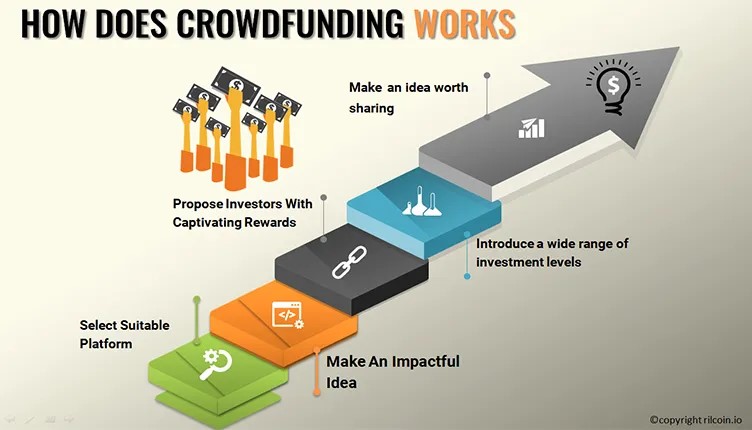 HOW DOES CROWDFUNDING WORKS
Make an idea worth
sharing
Propose Investors With
Captivating Rewards
Introduce a wide range of
investment levels
Select Suitable
Platform
Make An Impactful
Idea
©copyright rilcoin.io